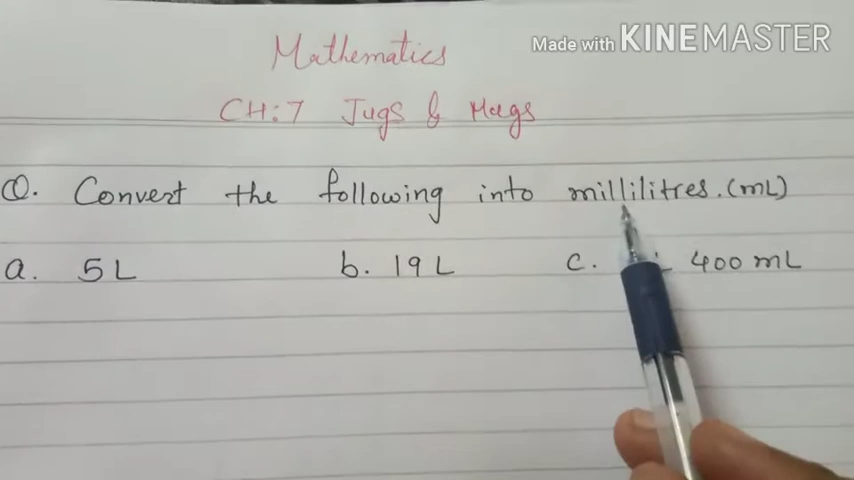 Made with KINEMASTER
Mathematics
CH:7 Jugs & Mugs
Q. Convert the following into millilitres. (mL)
a. 5L b. 19L c. L 400 mL